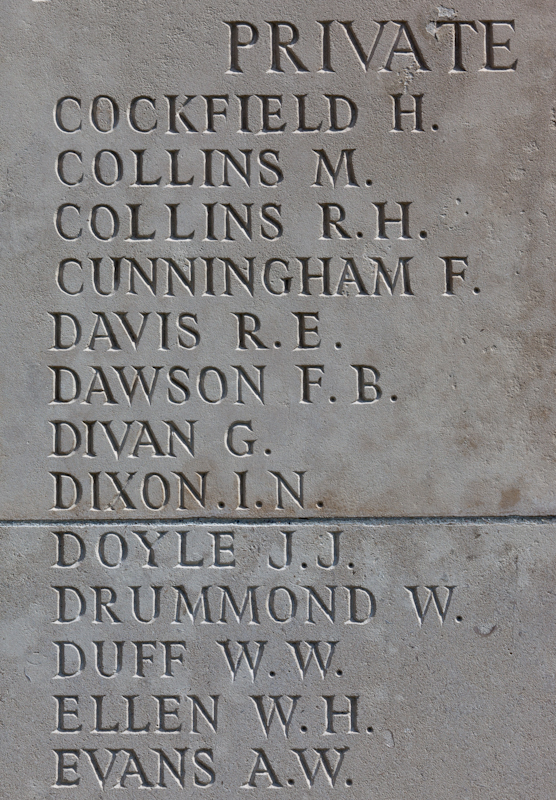 PRIVATE
COCKFIELD H.
COLLINS M.
COLLINS R.H.
CUNNINGHAM F.
DAVIS R.E.
DAWSON F.B.
DIVAN G.
DIXON.I.N.
DOYLE J.J.
DRUMMOND W.
DUFF W.W.
ELLEN W.H.
EVANS A.W.